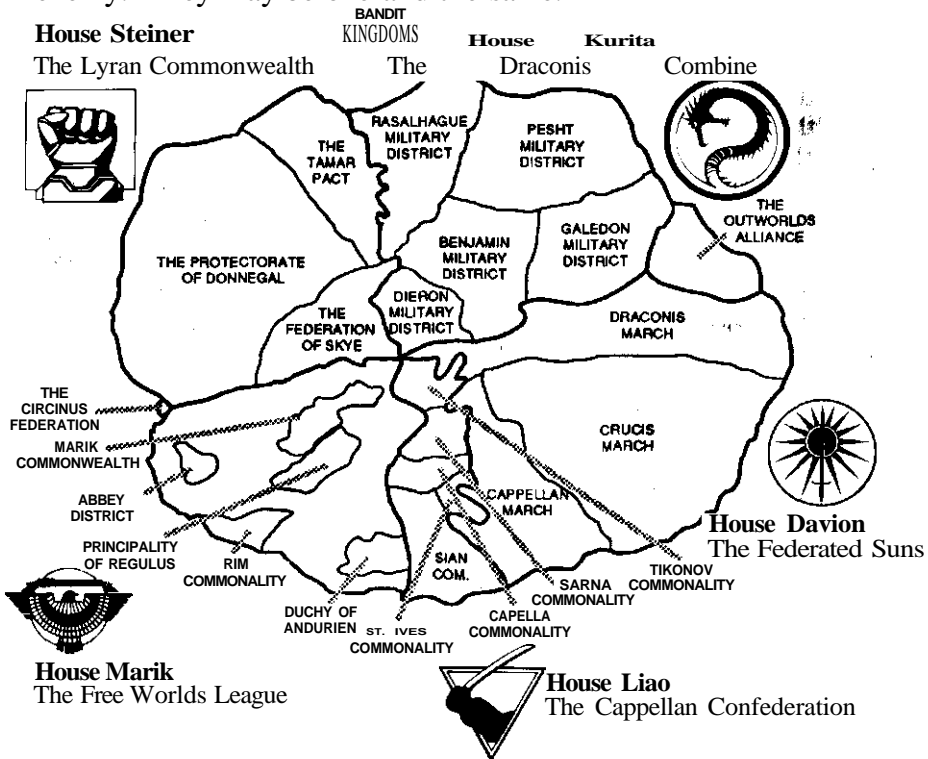 BANDIT
KINGDOMS
House Steiner
The Lyran Commonwealth
House Kurita
The Draconis Combine
RASALHAGUE
MILITARY
DISTRICT
PESHT
MILITARY
DISTRICT
THE
TAMAR
PACT
THE
OUTWORLDS
ALLIANCE
BENJAMIN
MILITARY
DISTRICT
GALEDON
MILITARY
DISTRICT
THE PROTECTORATE
OF DONNEGAL
DIERON
MILITARY
DISTRICT
THE
FEDERATION
OF SKYE
DRACONIS
MARCH
THE
CIRCINUS
FEDERATION
MARIK
COMMONWEALTH
CRUCIS
MARCH
ABBEY
DISTRICT
CAPPELLAN
MARCH
PRINCIPALITY
OF REGULUS
RIM
COMMONALITY
SIAN
COM.
House Davion
The Federated Suns
TIKONOV
COMMONALITY
SARNA
COMMONALITY
CAPELLA
COMMONALITY
DUCHY OF
ANDURIEN
ST. IVES
COMMONALITY
House Marik
The Free Worlds League
House Liao
The Cappellan Confederation